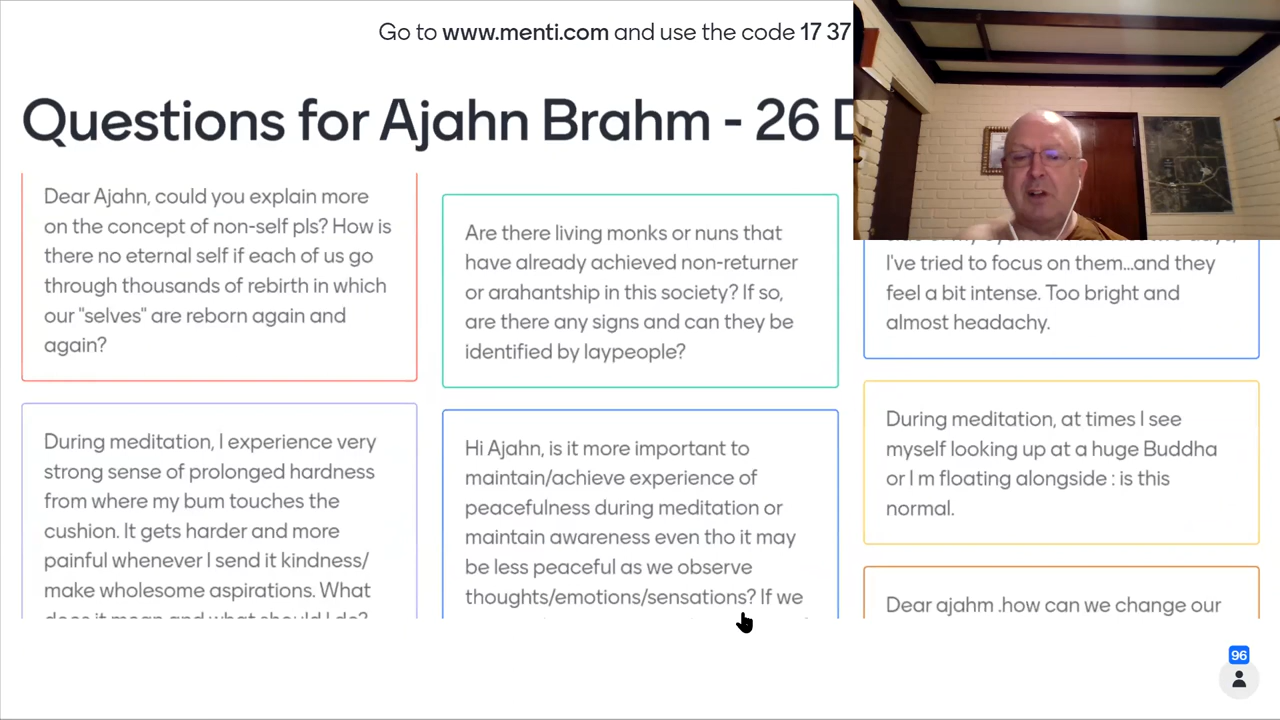 Go to www.menti.com and use the code 17 37
Questions for Ajahn Brahm - 26 D
Dear Ajahn, could you explain more
on the concept of non-self pls? How is
there no eternal self if each of us go
through thousands of rebirth in which
our "selves" are reborn again and
again?
During meditation, I experience very
strong sense of prolonged hardness
from where my bum touches the
cushion. It gets harder and more
painful whenever I send it kindness/
make wholesome aspirations. What
does it mean and what should I do?
Are there living monks or nuns that
have already achieved non-returner
or arahantship in this society? If so,
are there any signs and can they be
identified by laypeople?
Hi Ajahn, is it more important to
maintain/achieve experience of
peacefulness during meditation or
maintain awareness even tho it may
be less peaceful as we observe
thoughts/emotions/sensations? If we
I've tried to focus on them...and they
feel a bit intense. Too bright and
almost headachy.
During meditation, at times I see
myself looking up at a huge Buddha
or I m floating alongside : is this
normal.
Dear ajahm .how can we change our
96